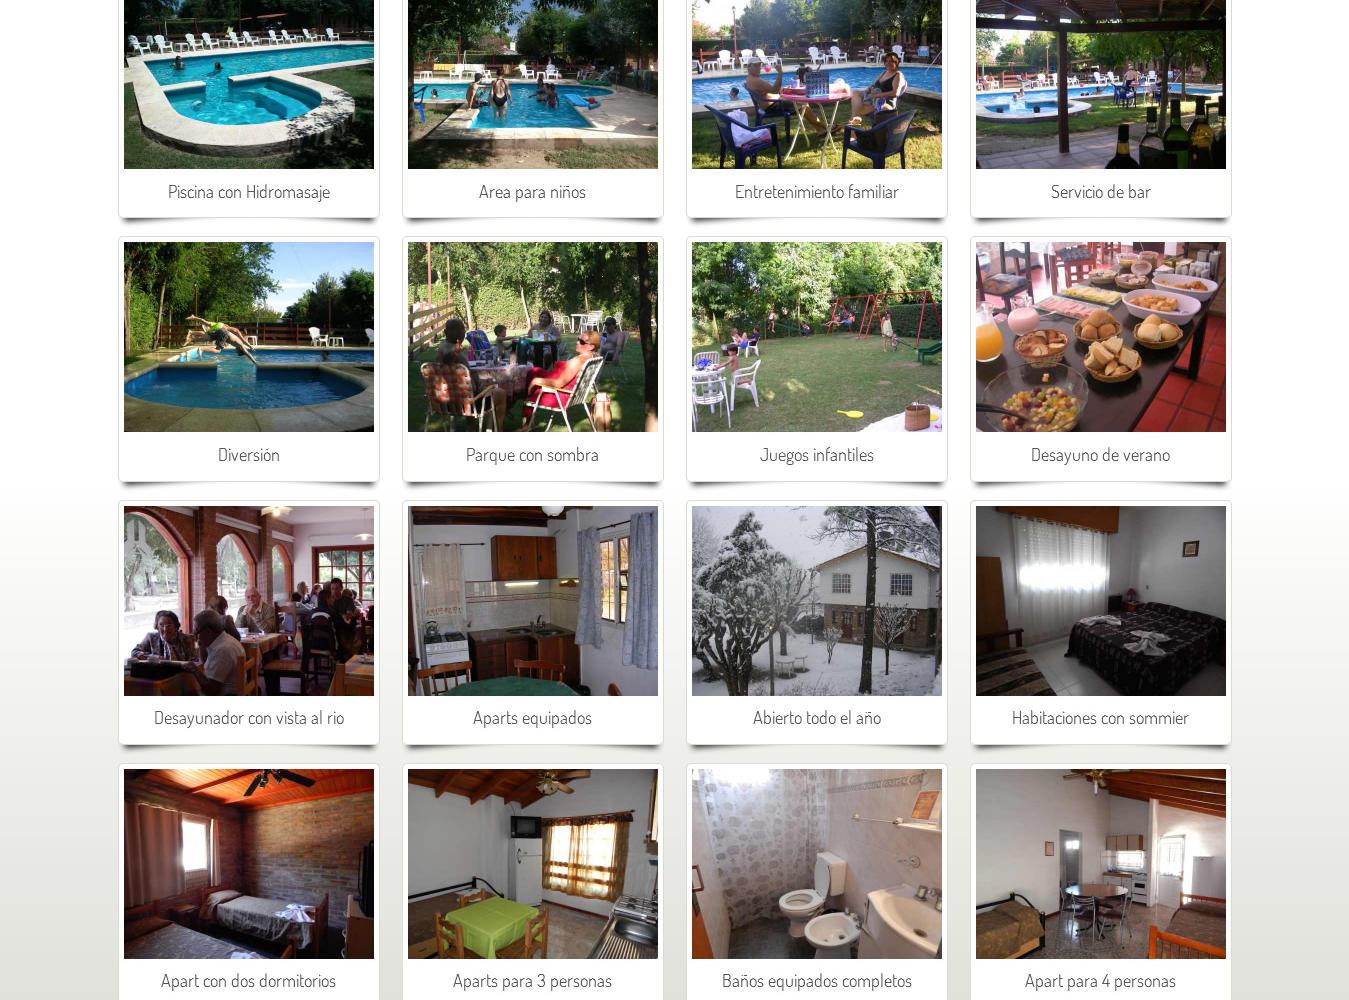 Piscina con Hidromasaje
Area para niños
Entretenimiento familiar
Servicio de bar
Diversión
Parque con sombra
Juegos infantiles
Desayuno de verano
Desayunador con vista al rio
Aparts equipados
Abierto todo el año
Habitaciones con sommier
Apart con dos dormitorios
Aparts para 3 personas
Baños equipados completos
Apart para 4 personas